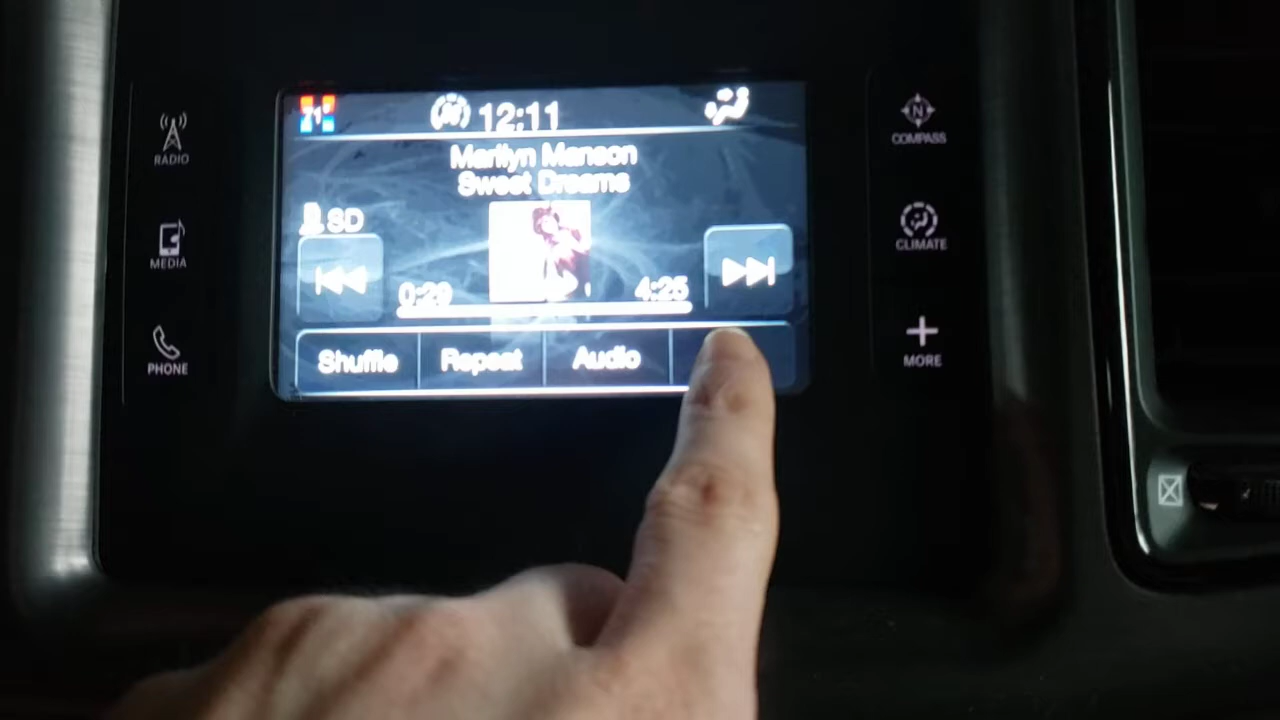 RADIO
MEDIA
PHONE
12:11
Marilyn Manson
Sweet Dreams
SD
0:29
4:25
Shuffle
Repeat
Audio
N
COMPASS
CLIMATE
MORE